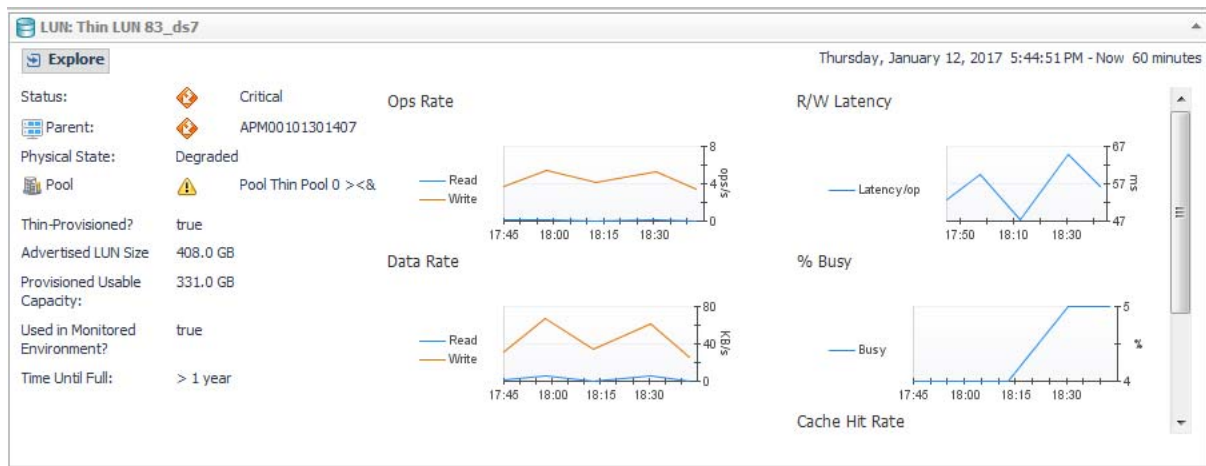 LUN: Thin LUN 83_ds7
Explore
Thursday, January 12, 2017 5:44:51 PM - Now 60 minutes
Status: Critical
Parent: APM00101301407
Physical State: Degraded
Pool Pool Thin Pool 0 ><&
Thin-Provisioned? true
Advertised LUN Size 408.0 GB
Provisioned Usable Capacity: 331.0 GB
Used in Monitored Environment? true
Time Until Full: > 1 year
Ops Rate
Read
Write
8
4
0
ops/s
17:45 18:00 18:15 18:30
Data Rate
Read
Write
80
40
0
KB/s
17:45 18:00 18:15 18:30
R/W Latency
Latency/op
67
57
47
ms
17:50 18:10 18:30
% Busy
Busy
5
4
%
17:45 18:00 18:15 18:30
Cache Hit Rate